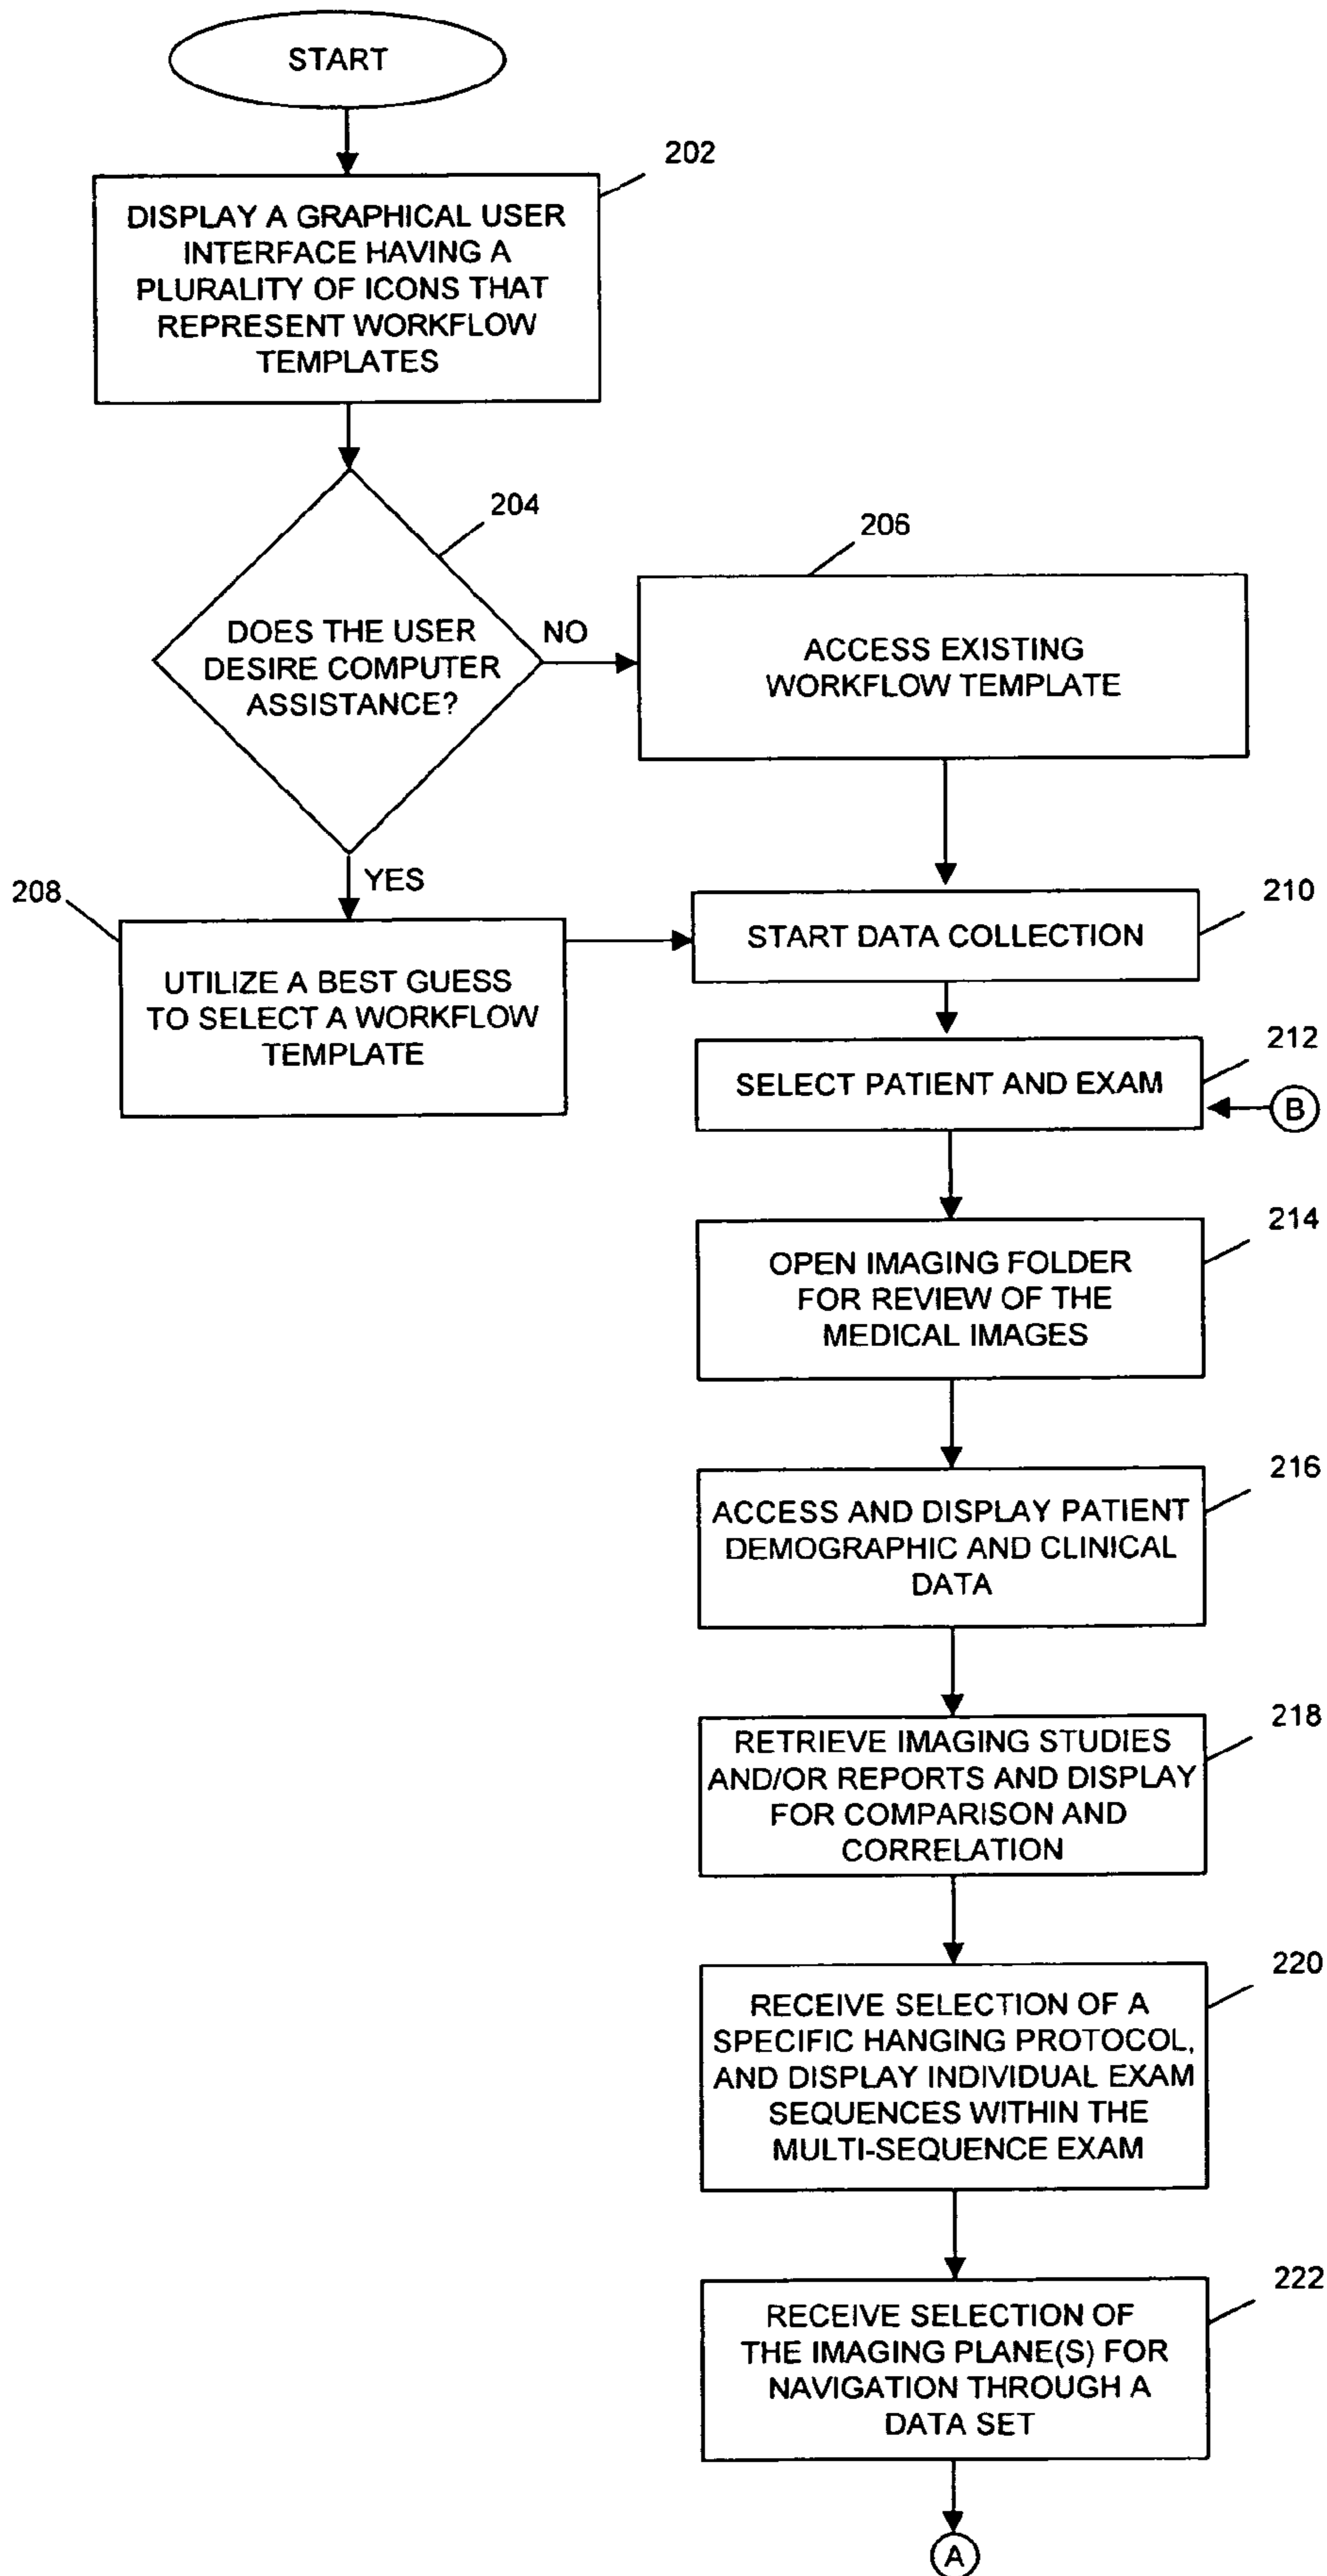 START
202
DISPLAY A GRAPHICAL USER
INTERFACE HAVING A
PLURALITY OF ICONS THAT
REPRESENT WORKFLOW
TEMPLATES
204
DOES THE USER
DESIRE COMPUTER
ASSISTANCE?
NO
206
ACCESS EXISTING
WORKFLOW TEMPLATE
YES
208
UTILIZE A BEST GUESS
TO SELECT A WORKFLOW
TEMPLATE
210
START DATA COLLECTION
212
SELECT PATIENT AND EXAM
B
214
OPEN IMAGING FOLDER
FOR REVIEW OF THE
MEDICAL IMAGES
216
ACCESS AND DISPLAY PATIENT
DEMOGRAPHIC AND CLINICAL
DATA
218
RETRIEVE IMAGING STUDIES
AND/OR REPORTS AND DISPLAY
FOR COMPARISON AND
CORRELATION
220
RECEIVE SELECTION OF A
SPECIFIC HANGING PROTOCOL,
AND DISPLAY INDIVIDUAL EXAM
SEQUENCES WITHIN THE
MULTI-SEQUENCE EXAM
222
RECEIVE SELECTION OF
THE IMAGING PLANE(S) FOR
NAVIGATION THROUGH A
DATA SET
A